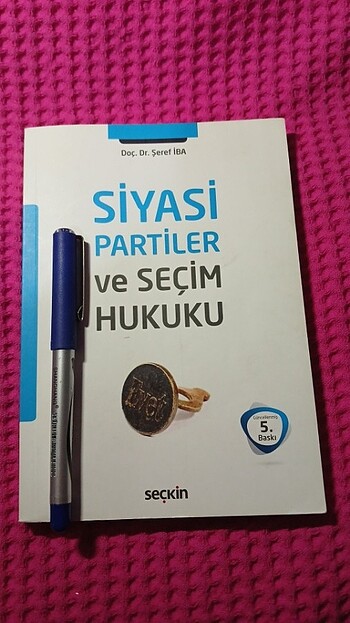 Doç. Dr. Şeref İBA
SİYASİ
PARTİLER
ve SEÇİM
HUKUKU
Evet
Güncellenmiş
5.
Baskı
seçkin